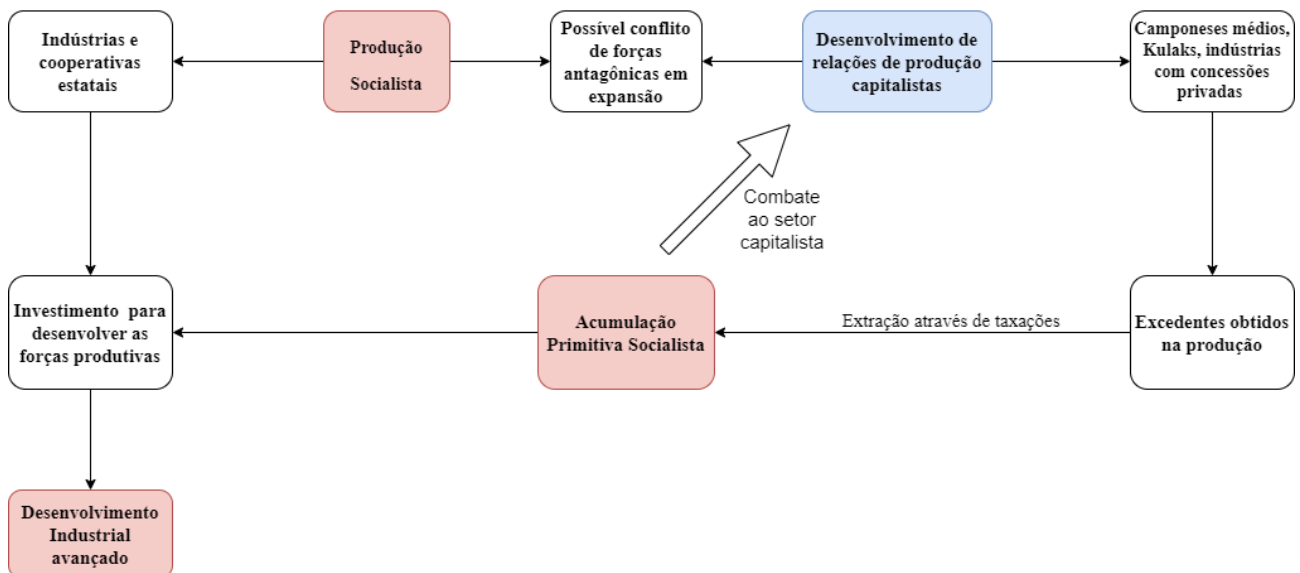 Indústrias e
cooperativas
estatais
Produção
Socialista
Possível conflito
de forças
antagônicas em
expansão
Desenvolvimento de
relações de produção
capitalistas
Camponeses médios,
Kulaks, indústrias
com concessões
privadas
Combate
ao setor
capitalista
Investimento para
desenvolver as
forças produtivas
Acumulação
Primitiva Socialista
Extração através de taxações
Excedentes obtidos
na produção
Desenvolvimento
Industrial
avançado